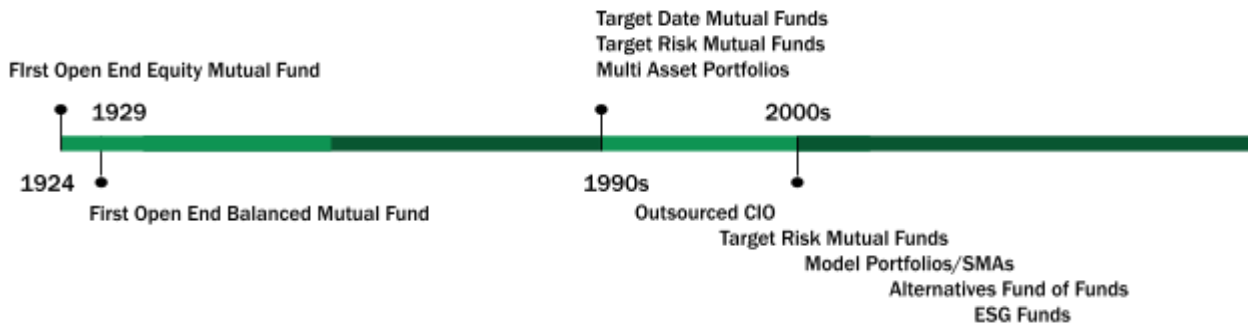 Target Date Mutual Funds
Target Risk Mutual Funds
Multi Asset Portfolios
FIrst Open End Equity Mutual Fund
1929
2000s
1924
1990s
First Open End Balanced Mutual Fund
Outsourced CIO
Target Risk Mutual Funds
Model Portfolios/SMAs
Alternatives Fund of Funds
ESG Funds